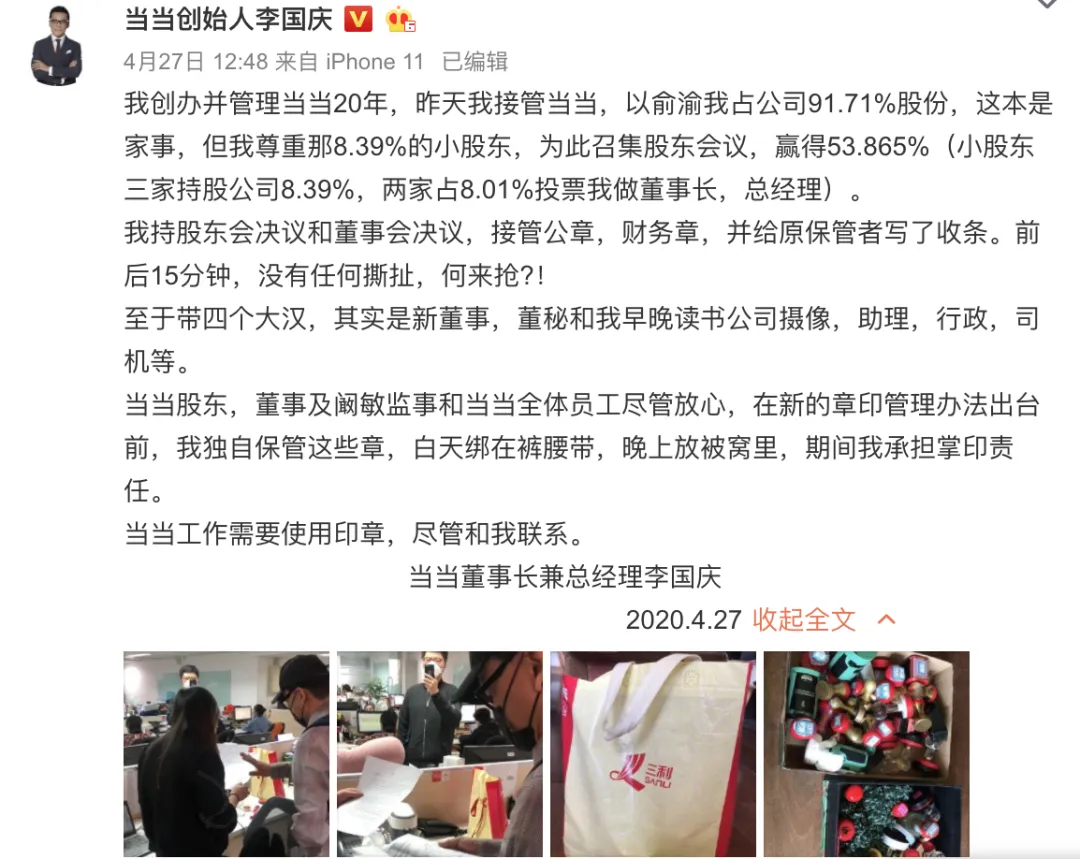 当当创始人李国庆
4月27日 12:48 来自 iPhone 11 已编辑
我创办并管理当当20年，昨天我接管当当，以俞渝我占公司91.71%股份，这本是
家事，但我尊重那8.39%的小股东，为此召集股东会议，赢得53.865%（小股东
三家持股公司8.39%，两家占8.01%投票我做董事长，总经理）。
我持股东会决议和董事会决议，接管公章，财务章，并给原保管者写了收条。前
后15分钟，没有任何撕扯，何来抢?!
至于带四个大汉，其实是新董事，董秘和我早晚读书公司摄像，助理，行政，司
机等。
当当股东，董事及阚敏监事和当当全体员工尽管放心，在新的章印管理办法出台
前，我独自保管这些章，白天绑在裤腰带，晚上放被窝里，期间我承担掌印责
任。
当当工作需要使用印章，尽管和我联系。
当当董事长兼总经理李国庆
2020.4.27 收起全文
三利
SANLI